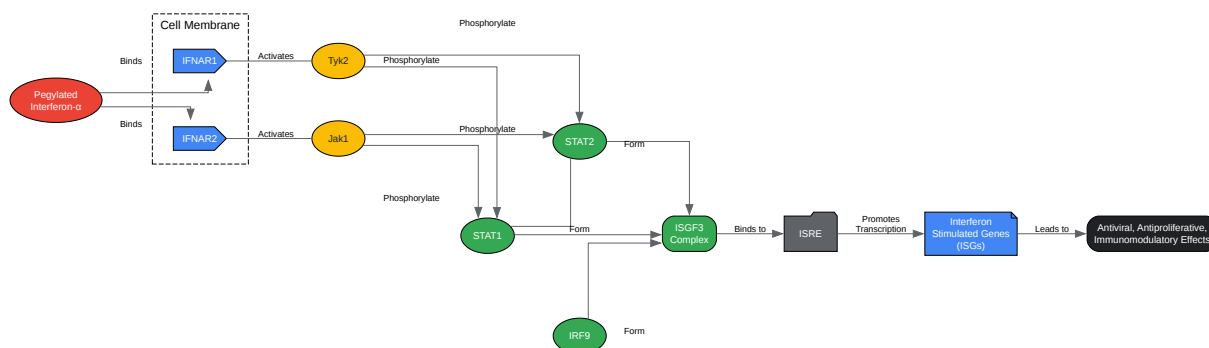 Cell Membrane
Phosphorylate
IFNAR1
Activates
Tyk2
Phosphorylate
Binds
Pegylated
Interferon-α
Binds
IFNAR2
Activates
Jak1
Phosphorylate
STAT2
Form
Phosphorylate
STAT1
Form
ISGF3
Complex
Binds to
ISRE
Promotes
Transcription
Interferon
Stimulated Genes
(ISGs)
Leads to
Antiviral, Antiproliferative,
Immunomodulatory Effects
IRF9
Form